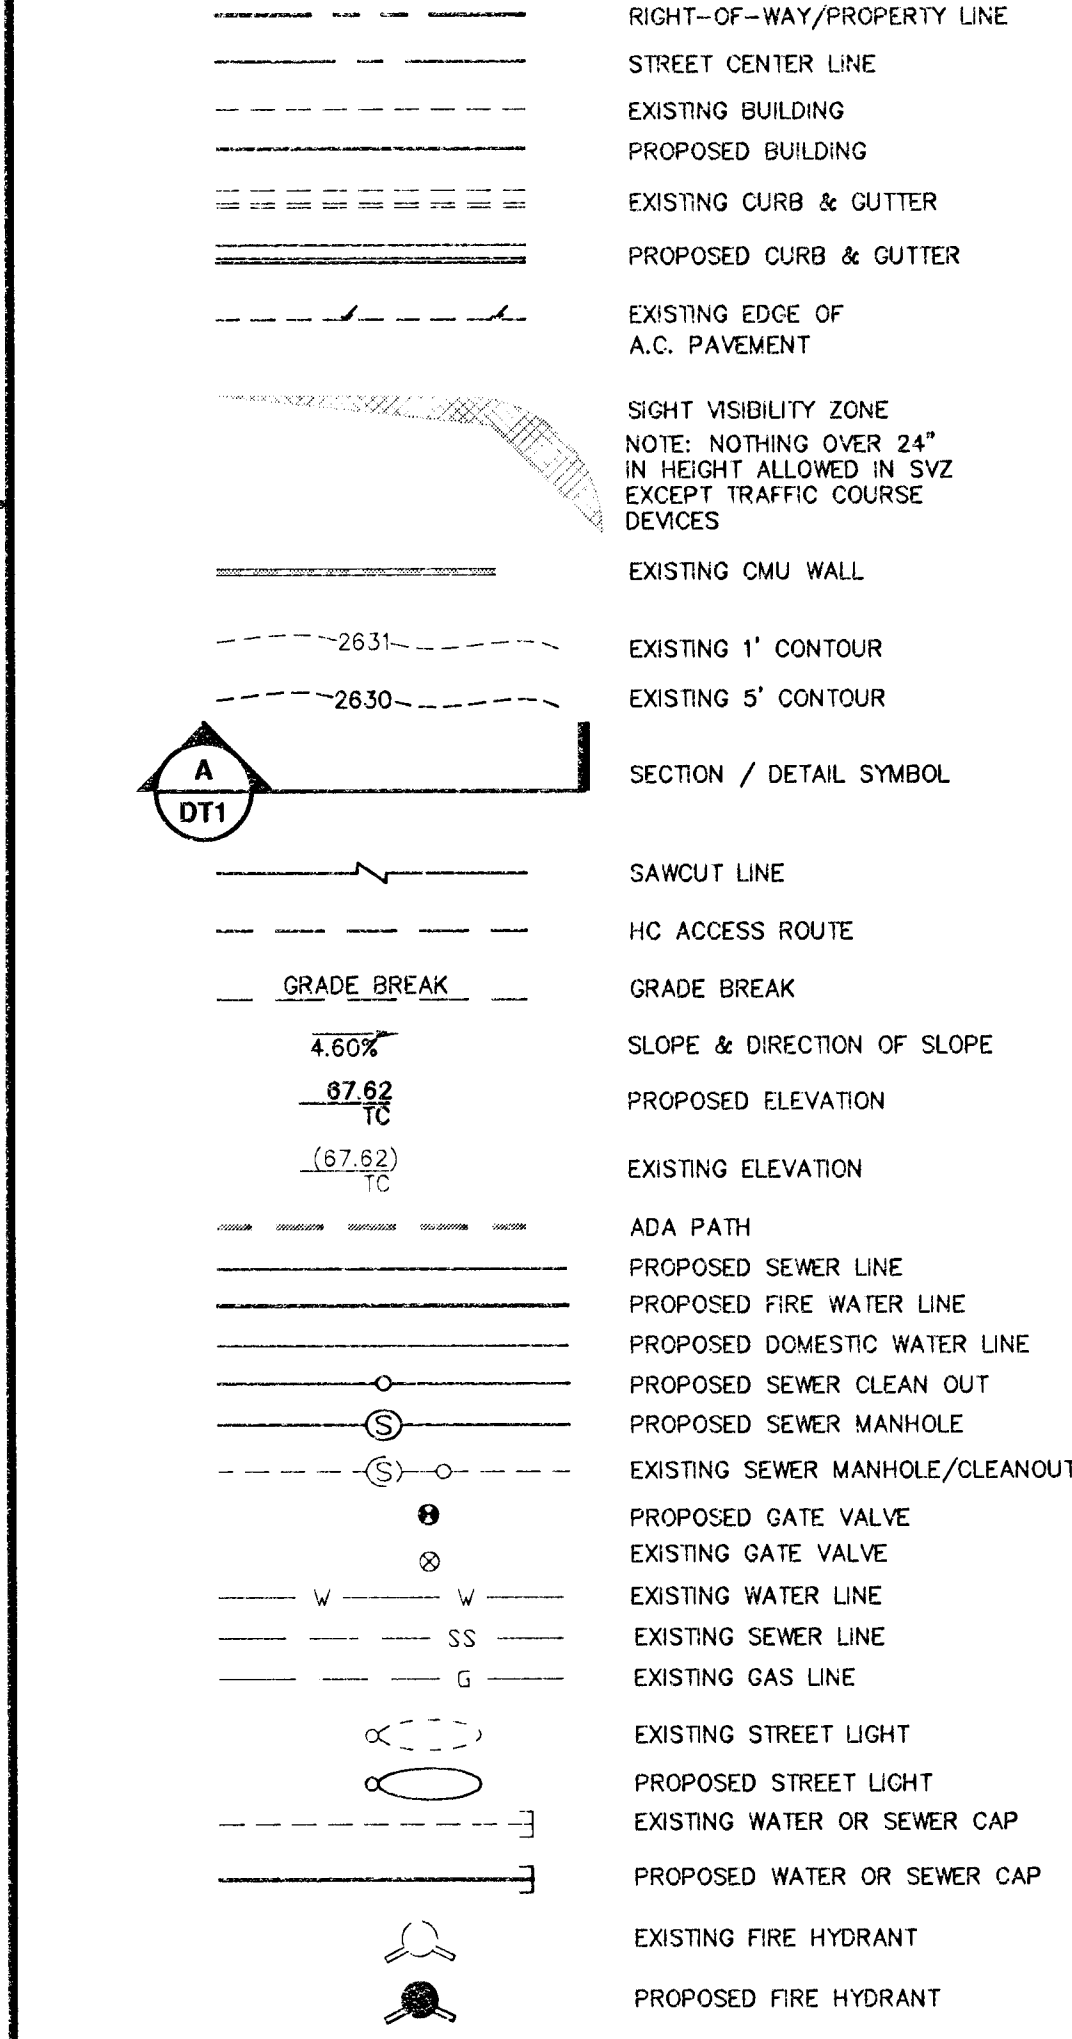 RIGHT-OF-WAY/PROPERTY LINE
STREET CENTER LINE
EXISTING BUILDING
PROPOSED BUILDING
EXISTING CURB & GUTTER
PROPOSED CURB & GUTTER
EXISTING EDGE OF
A.C. PAVEMENT
SIGHT VISIBILITY ZONE
NOTE: NOTHING OVER 24"
IN HEIGHT ALLOWED IN SVZ
EXCEPT TRAFFIC COURSE
DEVICES
EXISTING CMU WALL
2631 EXISTING 1' CONTOUR
2630 EXISTING 5' CONTOUR
A
DT1
SECTION / DETAIL SYMBOL
SAWCUT LINE
HC ACCESS ROUTE
GRADE BREAK GRADE BREAK
4.60% SLOPE & DIRECTION OF SLOPE
67.62
TC
PROPOSED ELEVATION
(67.62)
TC
EXISTING ELEVATION
ADA PATH
PROPOSED SEWER LINE
PROPOSED FIRE WATER LINE
PROPOSED DOMESTIC WATER LINE
PROPOSED SEWER CLEAN OUT
S PROPOSED SEWER MANHOLE
S EXISTING SEWER MANHOLE/CLEANOUT
PROPOSED GATE VALVE
EXISTING GATE VALVE
W W EXISTING WATER LINE
SS EXISTING SEWER LINE
G EXISTING GAS LINE
EXISTING STREET LIGHT
PROPOSED STREET LIGHT
EXISTING WATER OR SEWER CAP
PROPOSED WATER OR SEWER CAP
EXISTING FIRE HYDRANT
PROPOSED FIRE HYDRANT